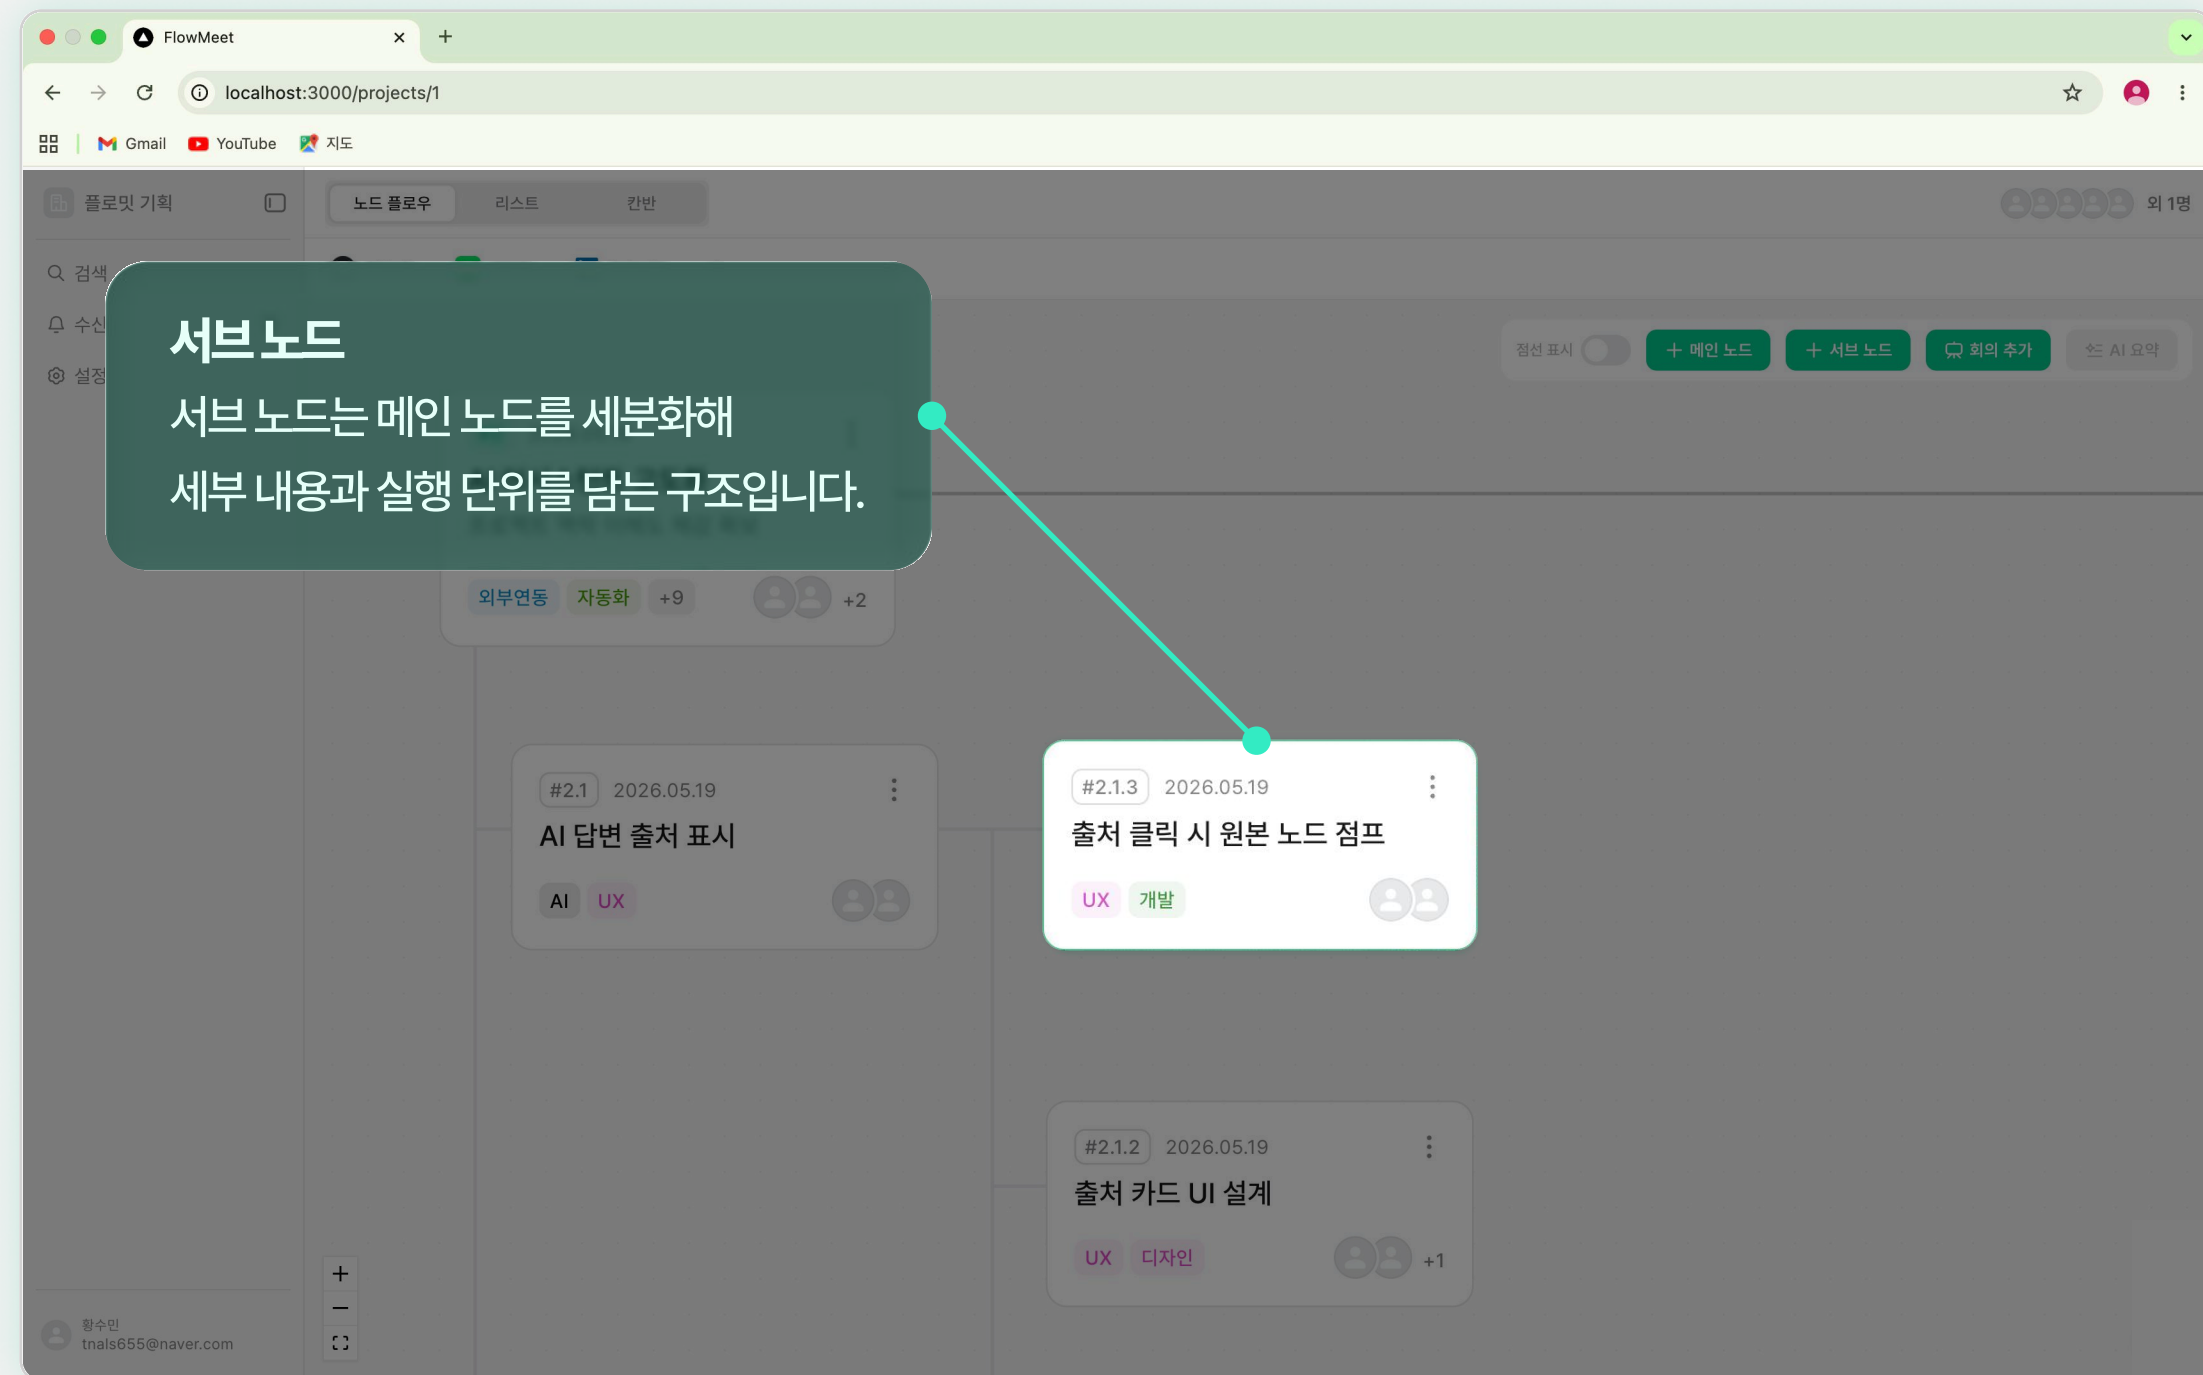 FlowMeet
localhost:3000/projects/1
Gmail
YouTube
지도
플로밋 기획
노드 플로우
리스트
칸반
외 1명
검색
수신
설정
서브 노드
서브 노드는 메인 노드를 세분화해
세부 내용과 실행 단위를 담는 구조입니다.
점선 표시
+ 메인 노드
+ 서브 노드
회의 추가
AI 요약
외부연동
자동화
+9
+2
#2.1
2026.05.19
AI 답변 출처 표시
AI
UX
#2.1.3
2026.05.19
출처 클릭 시 원본 노드 점프
UX
개발
#2.1.2
2026.05.19
출처 카드 UI 설계
UX
디자인
+1
황수민
tnals655@naver.com